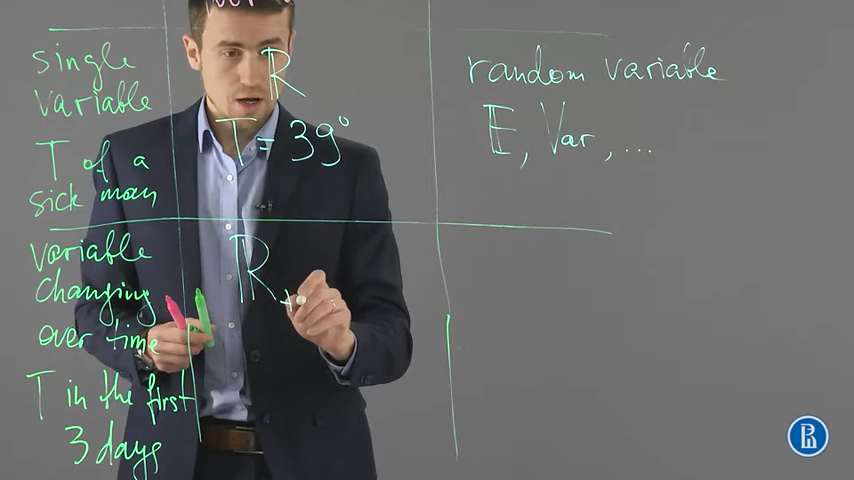 single
variable
T of a
sick man
R
T = 39°
random variable
E, Var, ...
variable
changing
over time
T in the first
3 days
R+